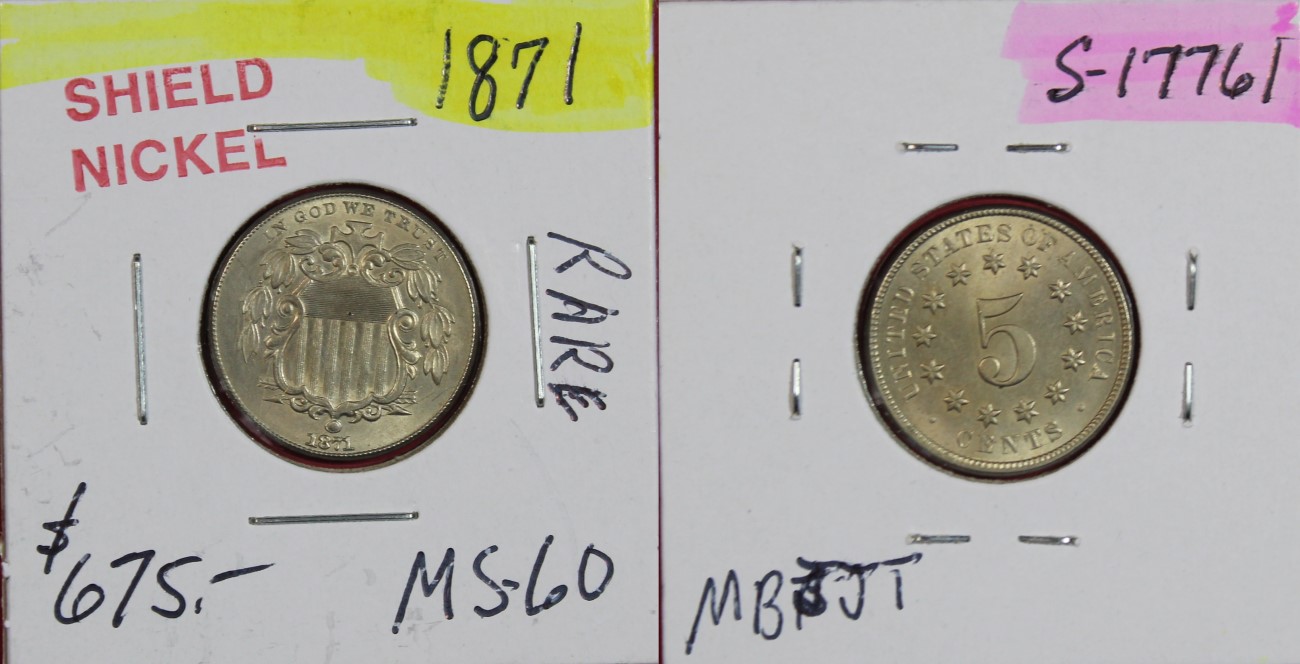 SHIELD
NICKEL
1871
IN GOD WE TRUST
1871
RARE
$675.-
MS-60
S-17761
UNITED STATES OF AMERICA
5
CENTS